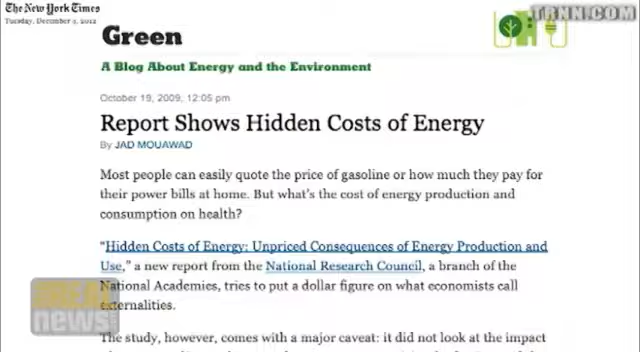 The New York Times
TRNN.COM
Green
A Blog About Energy and the Environment
October 19, 2009, 12:05 pm
Report Shows Hidden Costs of Energy
By JAD MOUAWAD
Most people can easily quote the price of gasoline or how much they pay for
their power bills at home. But what's the cost of energy production and
consumption on health?
"Hidden Costs of Energy: Unpriced Consequences of Energy Production and
Use," a new report from the National Research Council, a branch of the
National Academies, tries to put a dollar figure on what economists call
externalities.
news
The study, however, comes with a major caveat: it did not look at the impact